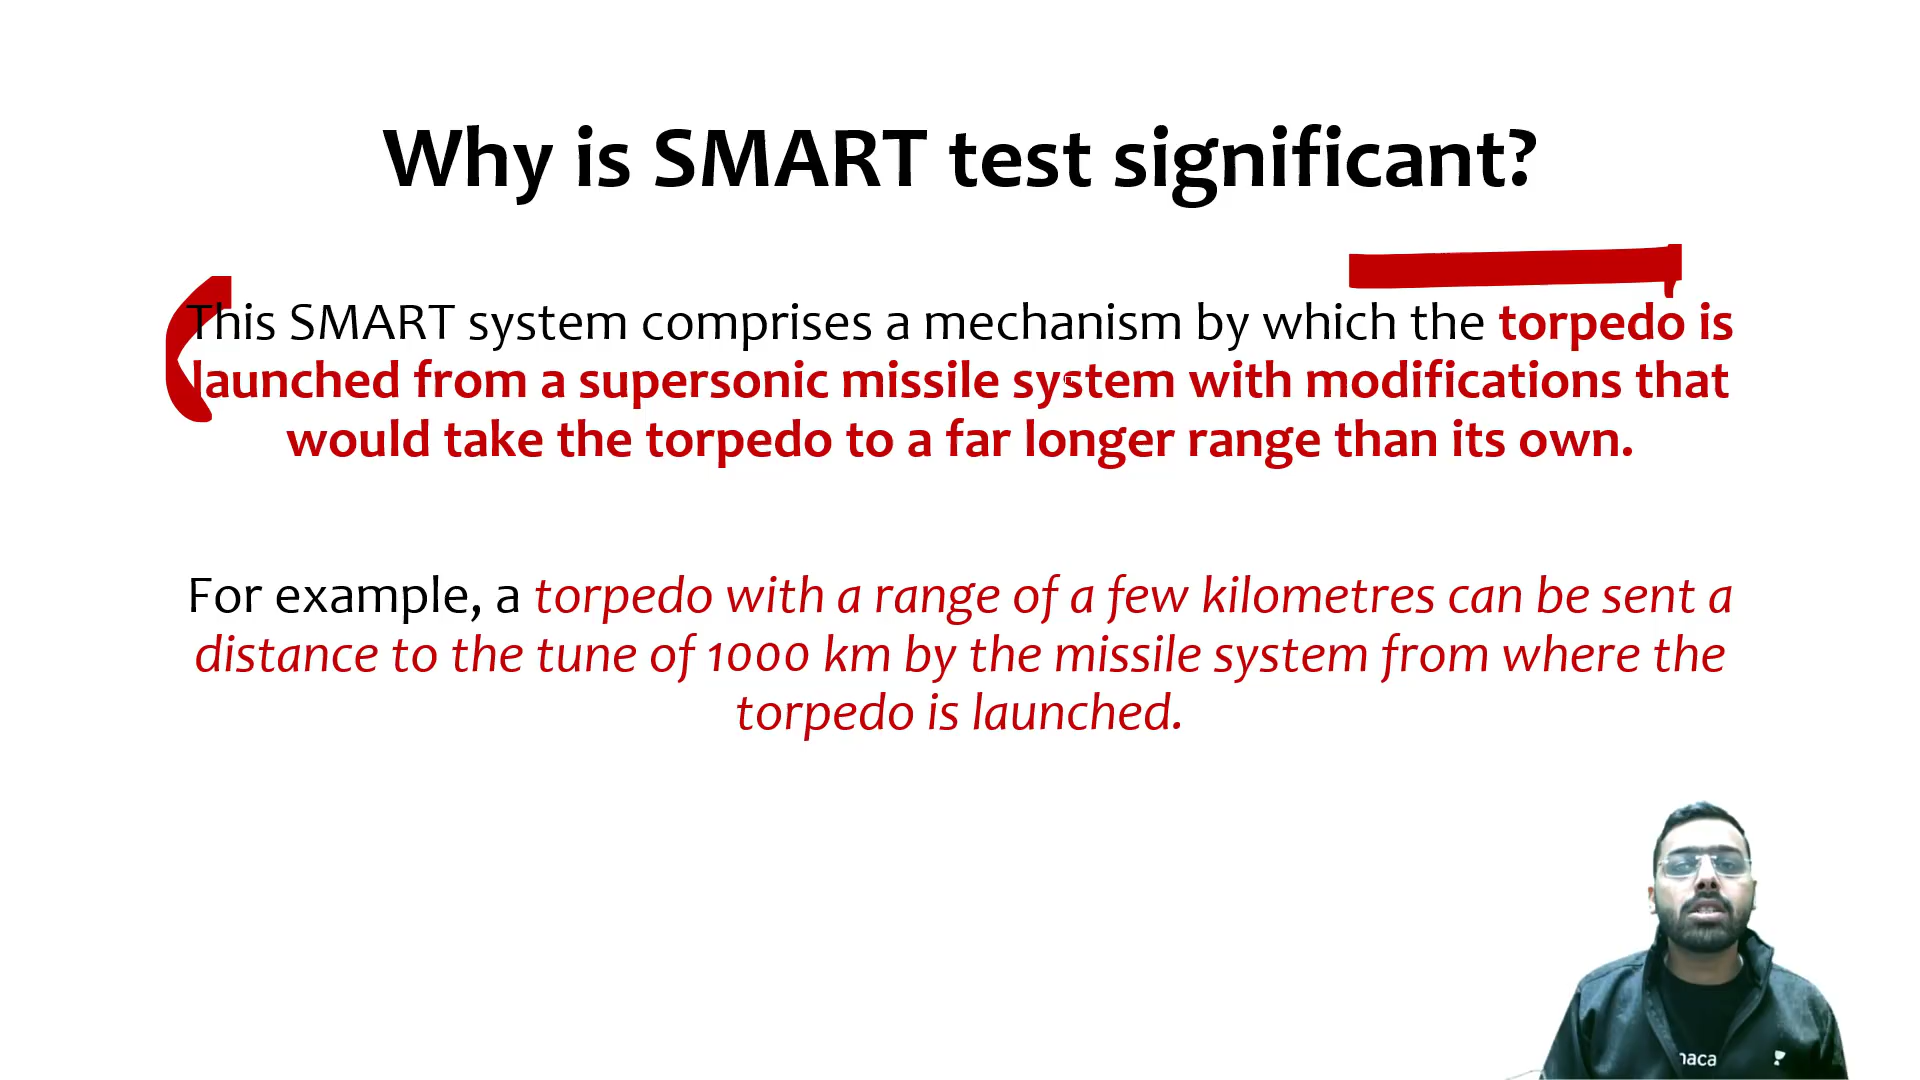 Why is SMART test significant?
This SMART system comprises a mechanism by which the torpedo is
launched from a supersonic missile system with modifications that
would take the torpedo to a far longer range than its own.
For example, a torpedo with a range of a few kilometres can be sent a
distance to the tune of 1000 km by the missile system from where the
torpedo is launched.